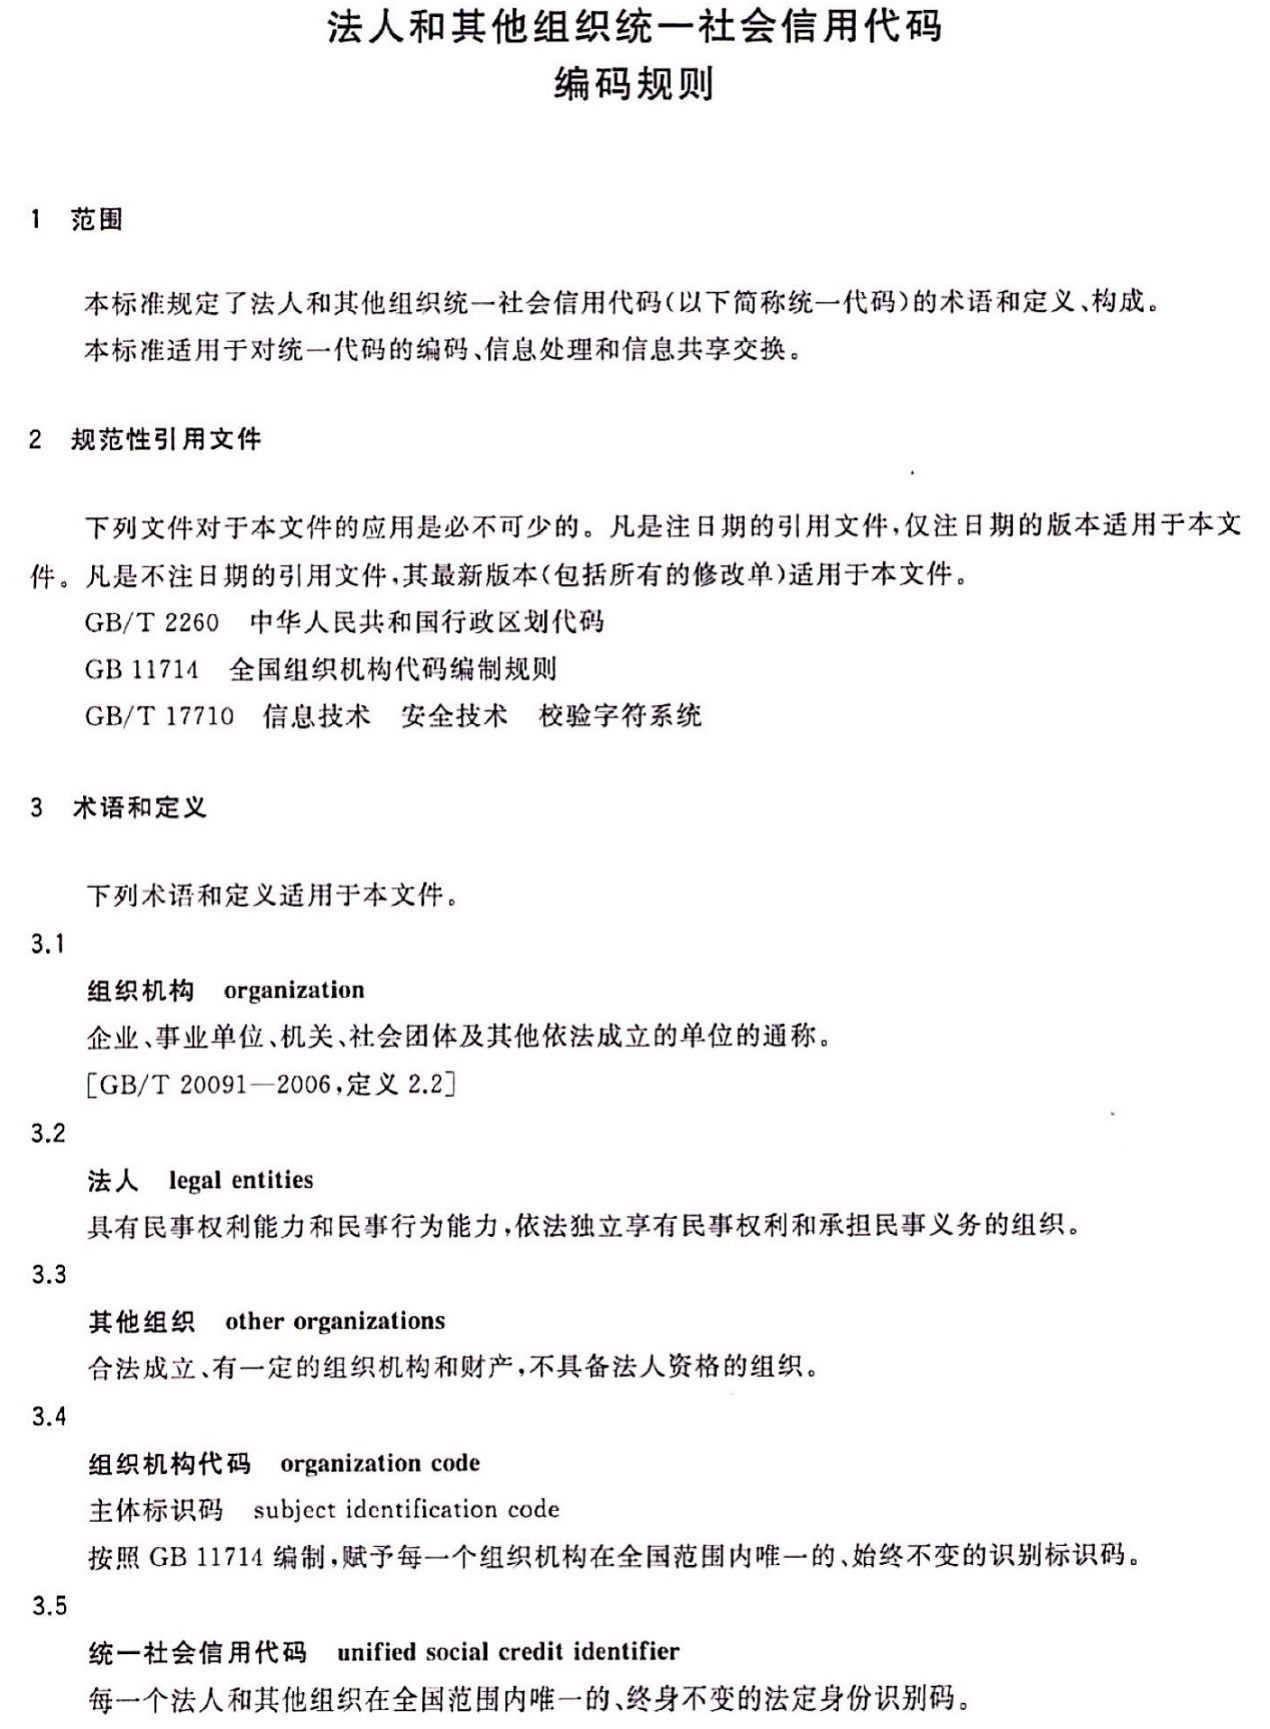 法人和其他组织统一社会信用代码
编码规则
1 范围
本标准规定了法人和其他组织统一社会信用代码(以下简称统一代码)的术语和定义、构成。
本标准适用于对统一代码的编码、信息处理和信息共享交换。
2 规范性引用文件
下列文件对于本文件的应用是必不可少的。凡是注日期的引用文件,仅注日期的版本适用于本文
件。凡是不注日期的引用文件,其最新版本(包括所有的修改单)适用于本文件。
GB/T 2260 中华人民共和国行政区划代码
GB 11714 全国组织机构代码编制规则
GB/T 17710 信息技术 安全技术 校验字符系统
3 术语和定义
下列术语和定义适用于本文件。
3.1
组织机构 organization
企业、事业单位、机关、社会团体及其他依法成立的单位的通称。
[GB/T 20091—2006,定义 2.2]
3.2
法人 legal entities
具有民事权利能力和民事行为能力,依法独立享有民事权利和承担民事义务的组织。
3.3
其他组织 other organizations
合法成立、有一定的组织机构和财产,不具备法人资格的组织。
3.4
组织机构代码 organization code
主体标识码 subject identification code
按照 GB 11714 编制,赋予每一个组织机构在全国范围内唯一的、始终不变的识别标识码。
3.5
统一社会信用代码 unified social credit identifier
每一个法人和其他组织在全国范围内唯一的、终身不变的法定身份识别码。